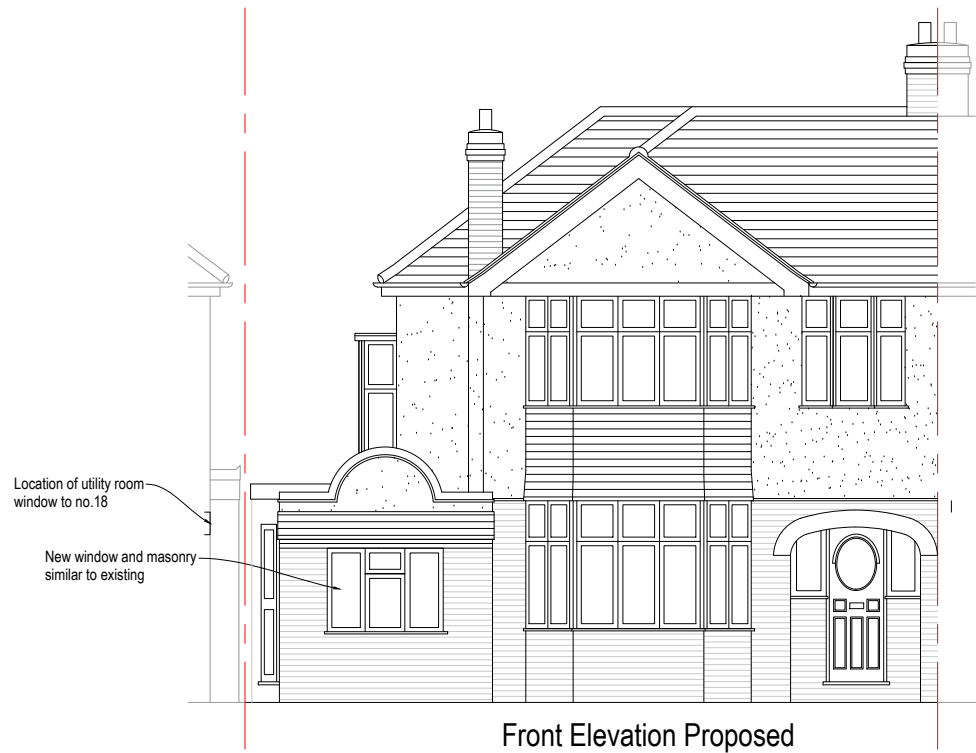 Location of utility room
window to no.18
New window and masonry
similar to existing
Front Elevation Proposed